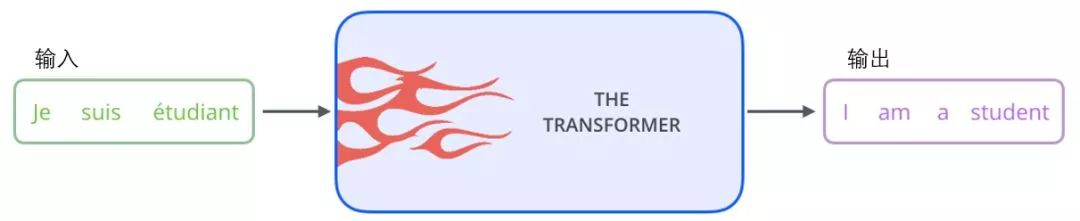 输入
Je suis étudiant
THE
TRANSFORMER
输出
I am a student